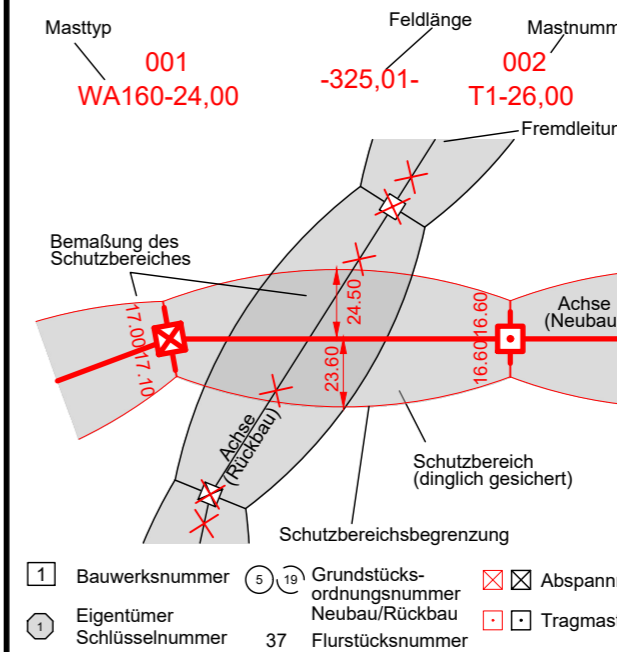 Masttyp
Feldlänge
Mastnumm
001
WA160-24,00
-325,01-
002
T1-26,00
Fremdleitun
Bemaßung des
Schutzbereiches
17.00
17.10
24.50
23.60
16.60
16.60
Achse
(Neubau
Achse
(Rückbau)
Schutzbereich
(dinglich gesichert)
Schutzbereichsbegrenzung
1 Bauwerksnummer
5 19 Grundstücks-
ordnungsnummer
Neubau/Rückbau
Abspannm
1 Eigentümer
Schlüsselnummer
37 Flurstücksnummer
Tragmast